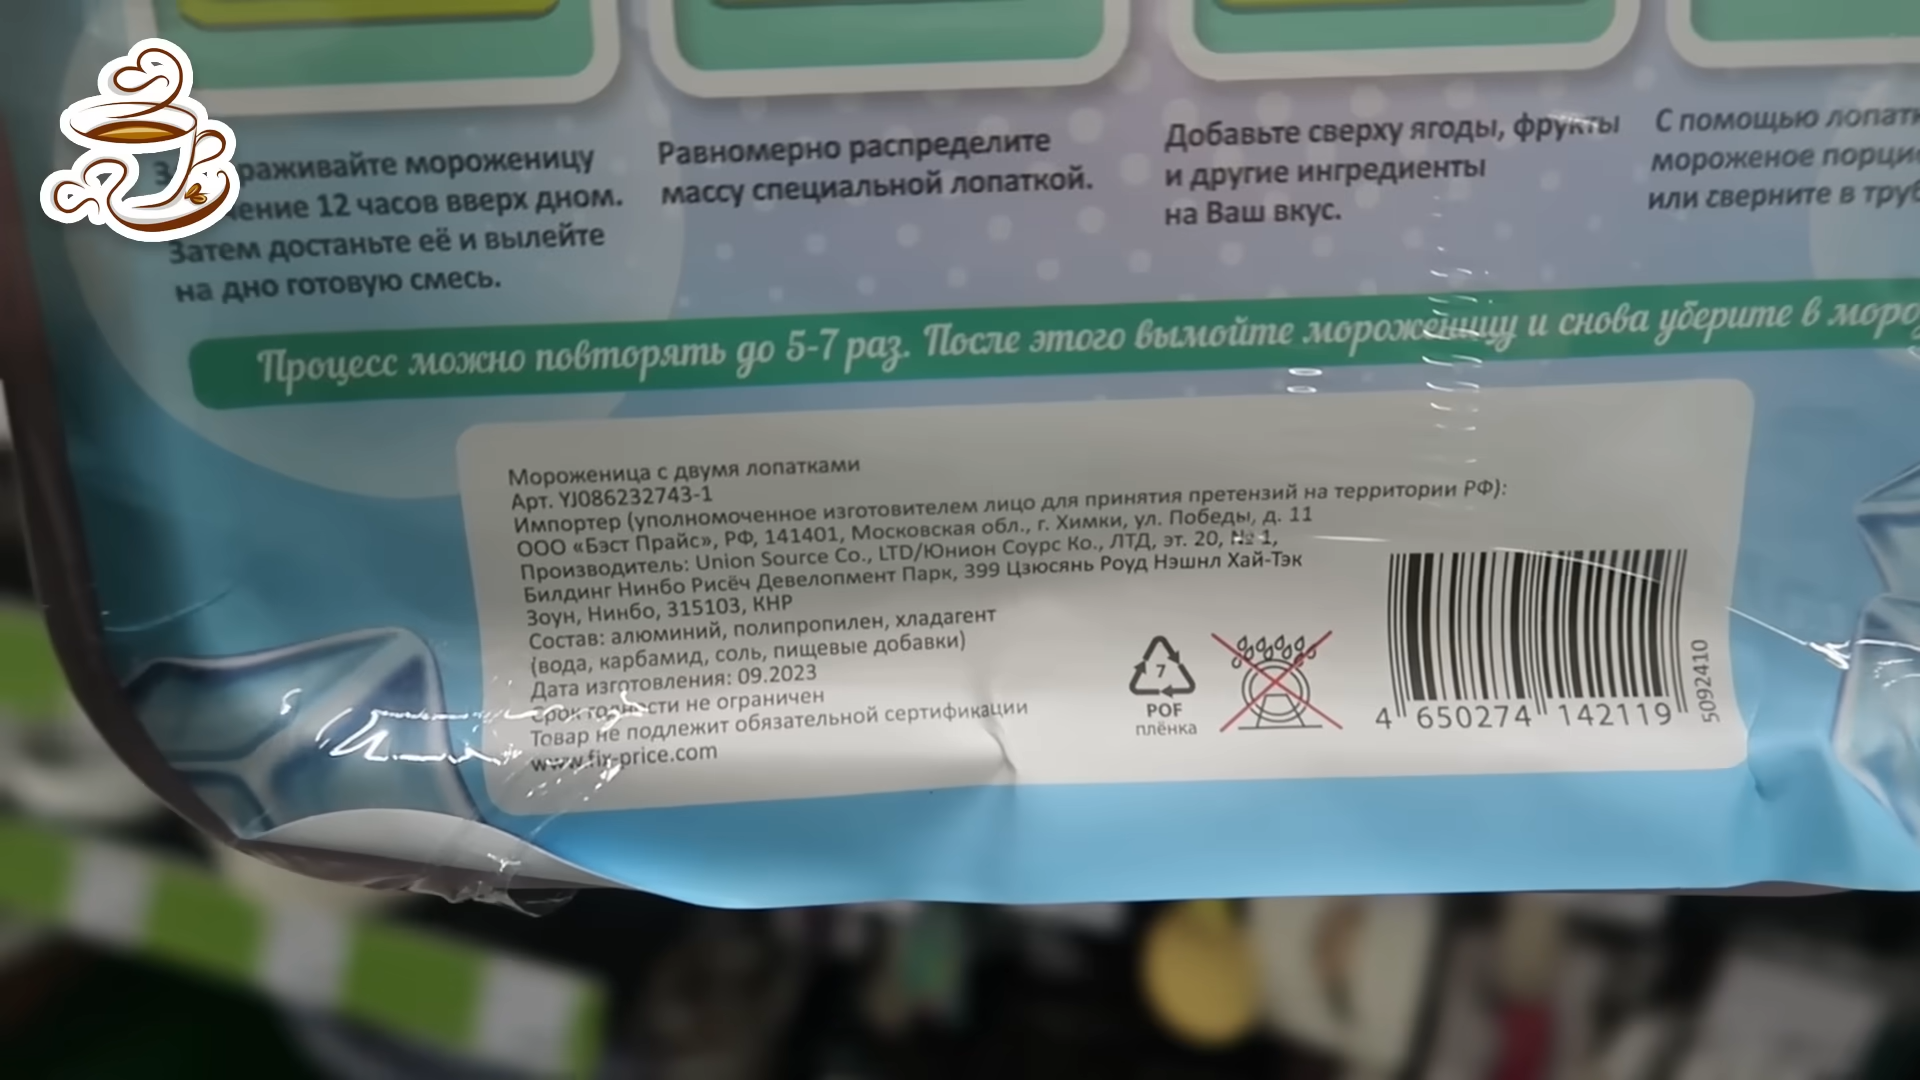 мороженицу
12 часов вверх дном.
Затем достаньте её и вылейте
на дно готовую смесь.
Равномерно распределите
массу специальной лопаткой.
Добавьте сверху ягоды, фрукты
и другие ингредиенты
на Ваш вкус.
С помощью
мороженое
или сверните в
Процесс можно повторять до 5-7 раз. После этого вымойте мороженицу и снова уберите в
Мороженица с двумя лопатками
Арт. YJ086232743-1
Импортер (уполномоченное изготовителем лицо для принятия претензий на территории РФ):
ООО «Бэст Прайс», РФ, 141401, Московская обл., г. Химки, ул. Победы, д. 11
Производитель: Union Source Co., LTD/Юнион Соурс Ко., ЛТД, эт. 20, № 1,
Билдинг Нинбо Рисёч Девелопмент Парк, 399 Цзюсянь Роуд Нэшнл Хай-Тэк
Зоун, Нинбо, 315103, КНР
Состав: алюминий, полипропилен, хладагент
(вода, карбамид, соль, пищевые добавки)
Дата изготовления: 09.2023
Срок годности не ограничен
Товар не подлежит обязательной сертификации
www.fix-price.com
7
POF
плёнка
4 650274 142119
5092410